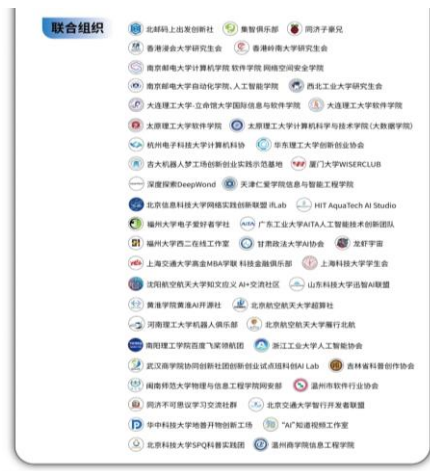 联合组织
北邮码上出发创新社 集智俱乐部 同济子豪兄
香港浸会大学研究生会 香港岭南大学研究生会
南京邮电大学计算机学院 软件学院 网络空间安全学院
南京邮电大学自动化学院、人工智能学院 西北工业大学研究生会
大连理工大学-立命馆大学国际信息与软件学院 大连理工大学软件学院
太原理工大学软件学院 太原理工大学计算机科学与技术学院(大数据学院)
杭州电子科技大学计算机科协 华东理工大学创新创业协会
吉大机器人梦工场创新创业实践示范基地 厦门大学WISERCLUB
深度探索DeepWond 天津仁爱学院信息与智能工程学院
北京信息科技大学网络实践创新联盟 ifLab HIT AquaTech AI Studio
福州大学电子爱好者学社 广东工业大学AITA人工智能技术创新团队
福州大学西二在线工作室 甘肃政法大学AI协会 龙虾宇宙
上海交通大学高金MBA学联 科技金融俱乐部 上海科技大学学生会
沈阳航空航天大学知文应义 AI+交流社区 山东科技大学迅智AI联盟
黄淮学院黄淮AI开源社 北京航空航天大学超算社
河南理工大学机器人俱乐部 北京航空航天大学雁行北航
南阳理工学院百度飞桨领航团 浙江工业大学人工智能协会
武汉商学院协同创新社团创新创业试点班科创AI Lab 吉林省科普创作协会
闽南师范大学物理与信息工程学院网安部 温州市软件行业协会
同济不可思议学习交流社群 北京交通大学智行开发者联盟
华中科技大学地普开物创新工场 "AI"知道视频工作室
北京科技大学SPQ科普实践团 温州商学院信息工程学院